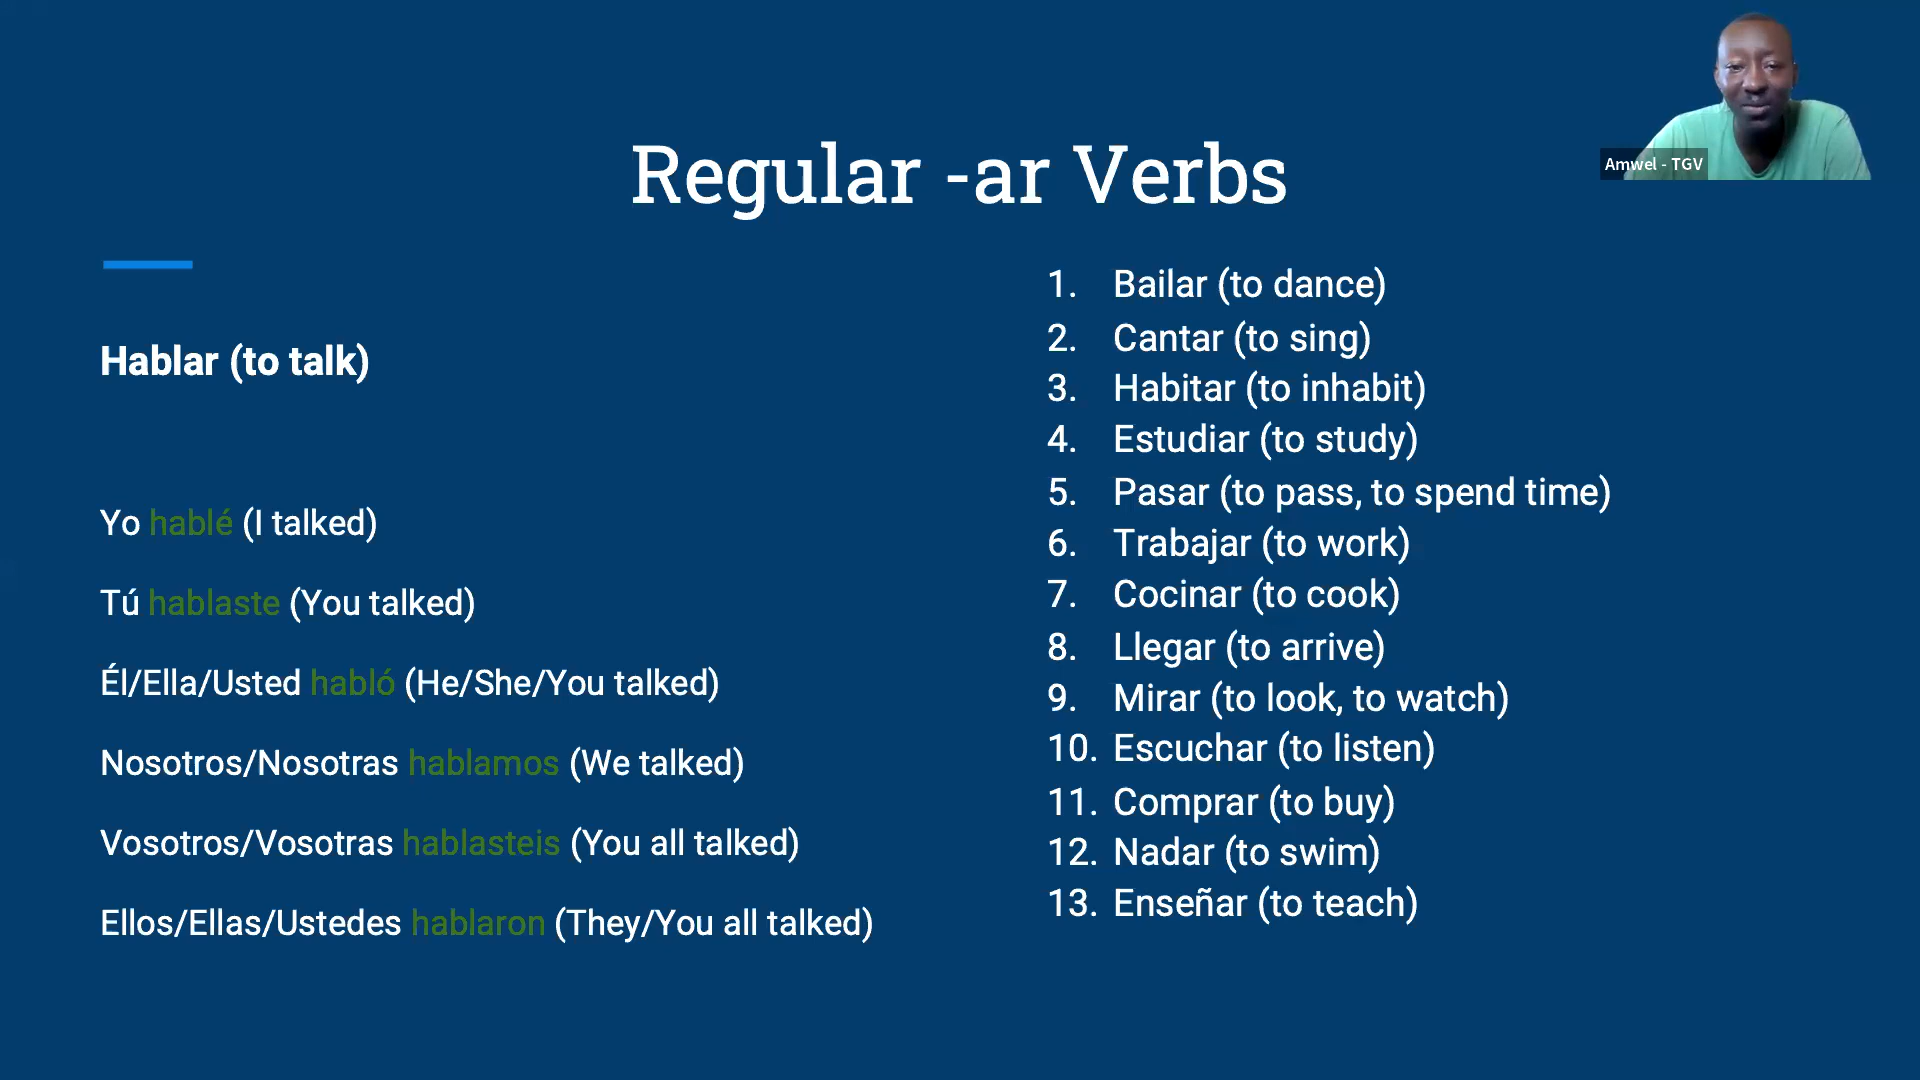 Amwel - TGV
Regular -ar Verbs
Hablar (to talk)
Yo hablé (I talked)
Tú hablaste (You talked)
Él/Ella/Usted habló (He/She/You talked)
Nosotros/Nosotras hablamos (We talked)
Vosotros/Vosotras hablasteis (You all talked)
Ellos/Ellas/Ustedes hablaron (They/You all talked)
1. Bailar (to dance)
2. Cantar (to sing)
3. Habitar (to inhabit)
4. Estudiar (to study)
5. Pasar (to pass, to spend time)
6. Trabajar (to work)
7. Cocinar (to cook)
8. Llegar (to arrive)
9. Mirar (to look, to watch)
10. Escuchar (to listen)
11. Comprar (to buy)
12. Nadar (to swim)
13. Enseñar (to teach)